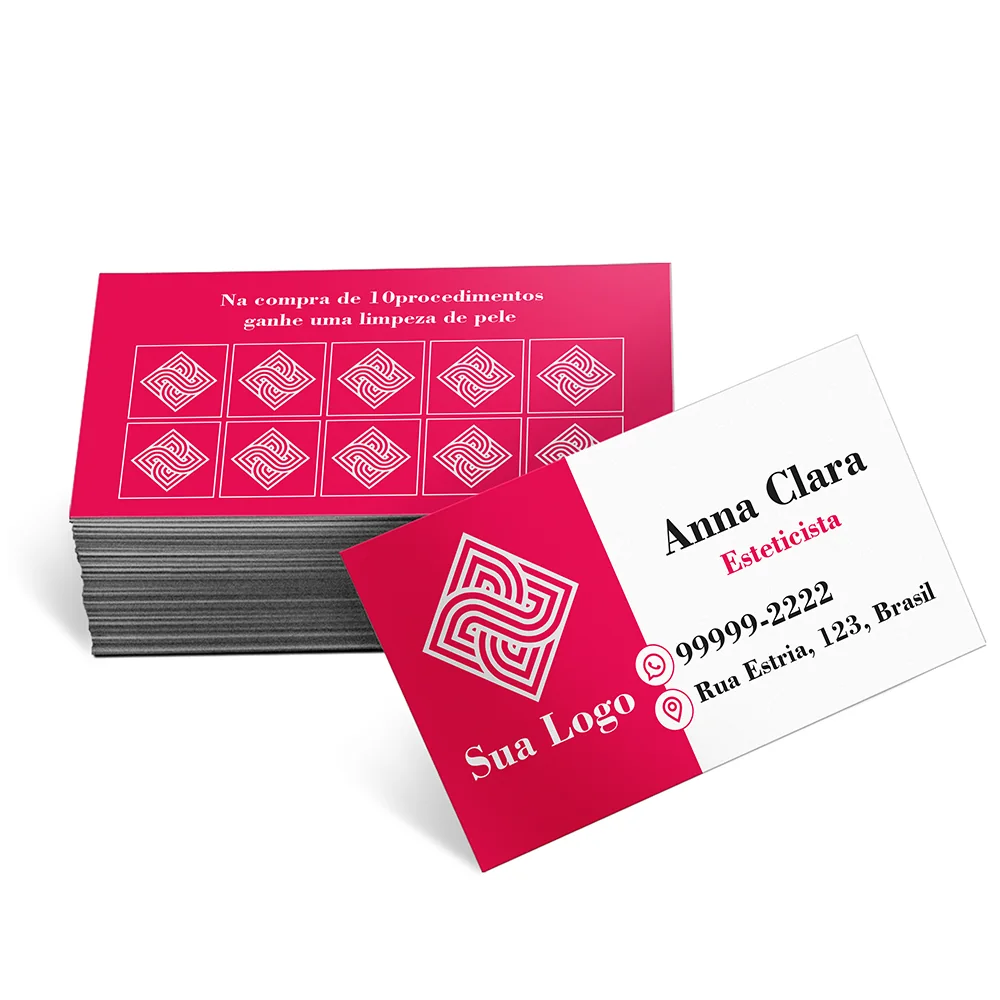 Na compra de 10procedimentos
ganhe uma limpeza de pele
Anna Clara
Esteticista
99999-2222
Rua Estria, 123, Brasil
Sua Logo